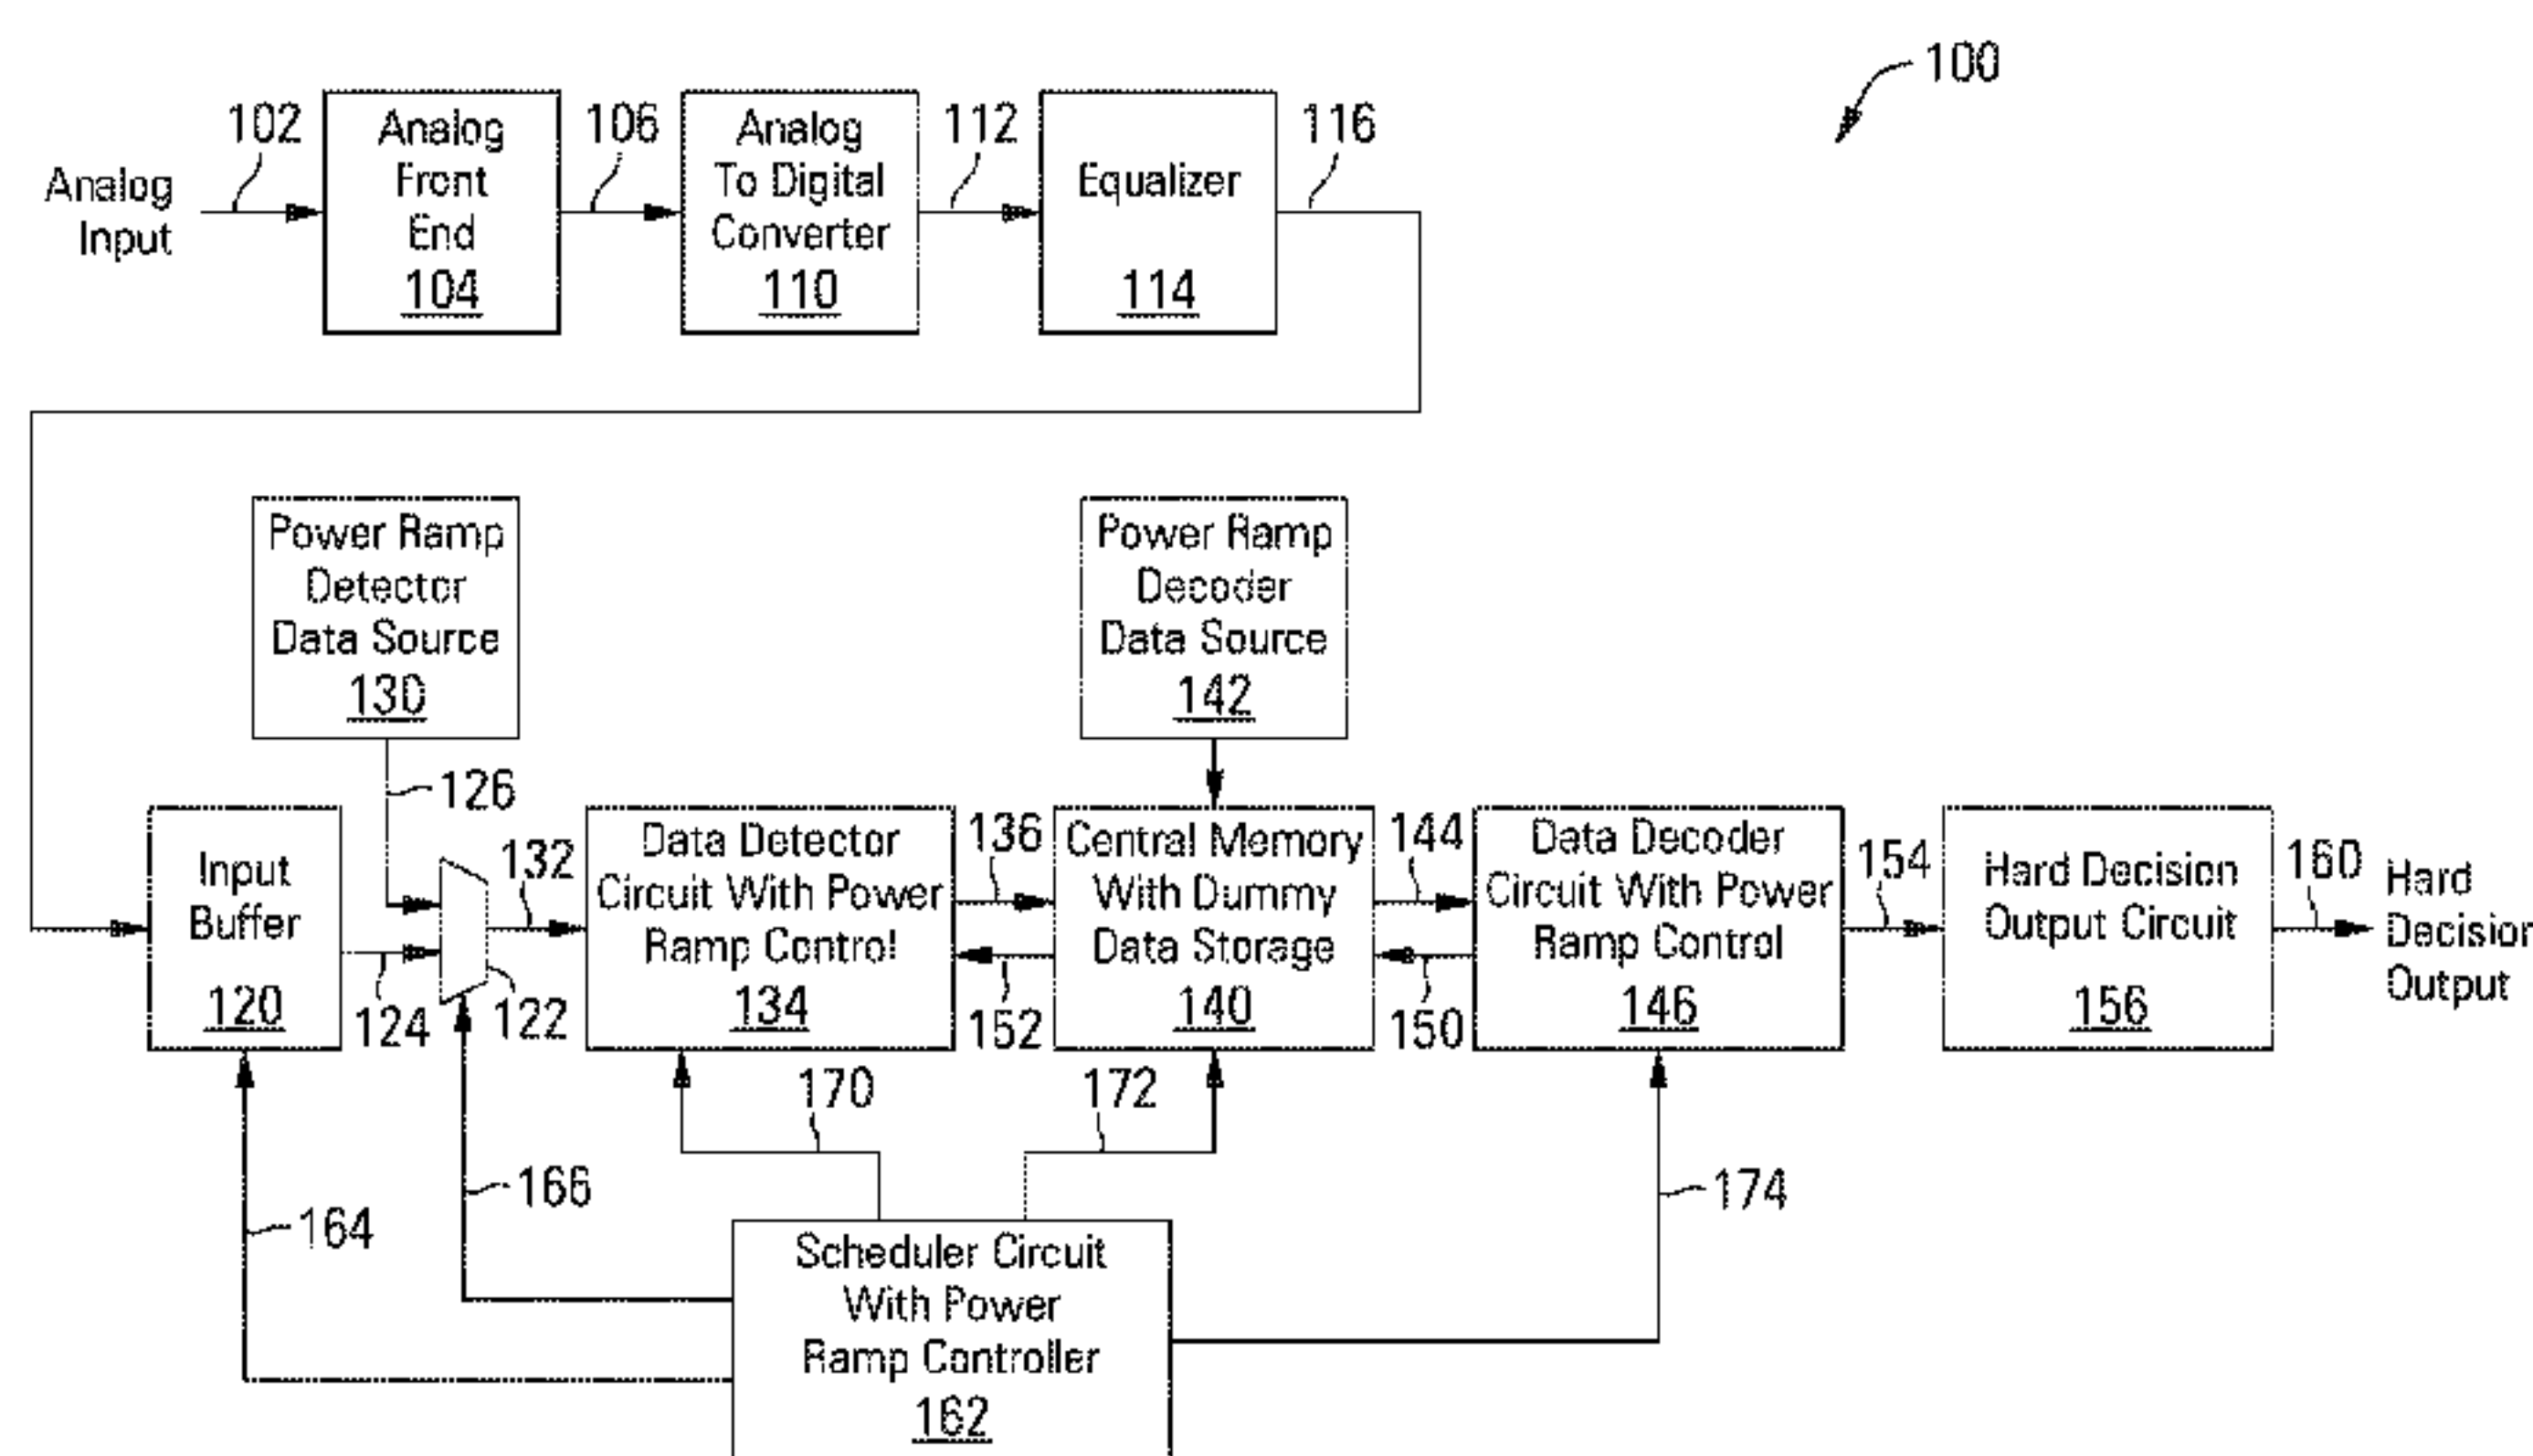 100
102
106
112
116
Analog
Input
Analog
Front
End
104
Analog
To Digital
Converter
110
Equalizer
114
Power Ramp
Detector
Data Source
130
Power Ramp
Decoder
Data Source
142
126
Input
Buffer
120
124
122
132
Data Detector
Circuit With Power
Ramp Control
134
136
152
Central Memory
With Dummy
Data Storage
140
144
150
Data Decoder
Circuit With Power
Ramp Control
146
154
Hard Decision
Output Circuit
156
160
Hard
Decision
Output
170
172
166
164
174
Scheduler Circuit
With Power
Ramp Controller
162